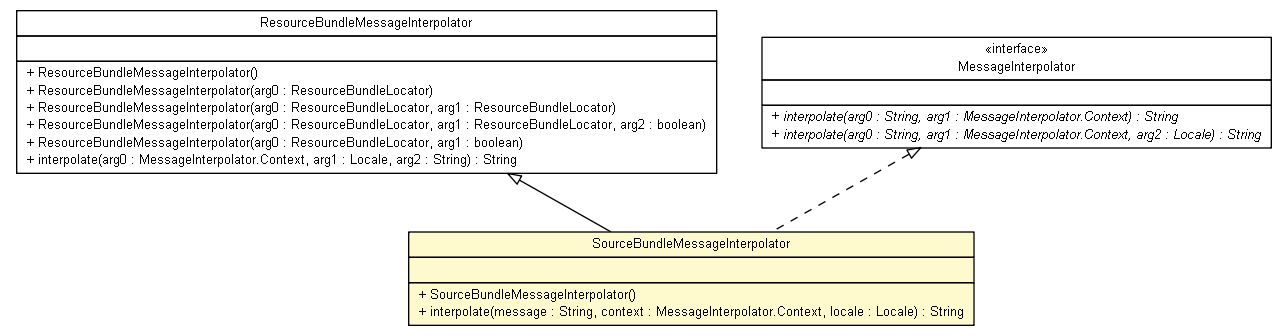 ResourceBundleMessageInterpolator
+ ResourceBundleMessageInterpolator()
+ ResourceBundleMessageInterpolator(arg0 : ResourceBundleLocator)
+ ResourceBundleMessageInterpolator(arg0 : ResourceBundleLocator, arg1 : ResourceBundleLocator)
+ ResourceBundleMessageInterpolator(arg0 : ResourceBundleLocator, arg1 : ResourceBundleLocator, arg2 : boolean)
+ ResourceBundleMessageInterpolator(arg0 : ResourceBundleLocator, arg1 : boolean)
+ interpolate(arg0 : MessageInterpolator.Context, arg1 : Locale, arg2 : String) : String
«interface»
MessageInterpolator
+ interpolate(arg0 : String, arg1 : MessageInterpolator.Context) : String
+ interpolate(arg0 : String, arg1 : MessageInterpolator.Context, arg2 : Locale) : String
SourceBundleMessageInterpolator
+ SourceBundleMessageInterpolator()
+ interpolate(message : String, context : MessageInterpolator.Context, locale : Locale) : String